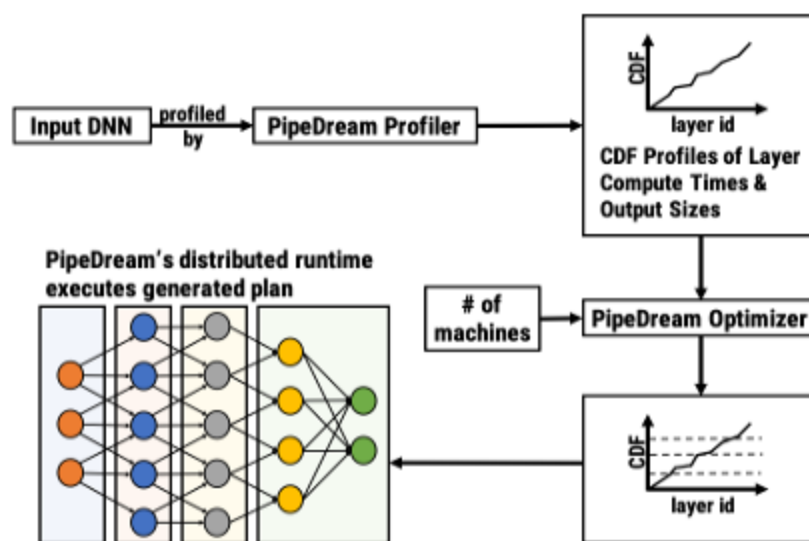 Input DNN
profiled
by
PipeDream Profiler
CDF
layer id
CDF Profiles of Layer
Compute Times &
Output Sizes
PipeDream's distributed runtime
executes generated plan
# of
machines
PipeDream Optimizer
CDF
layer id